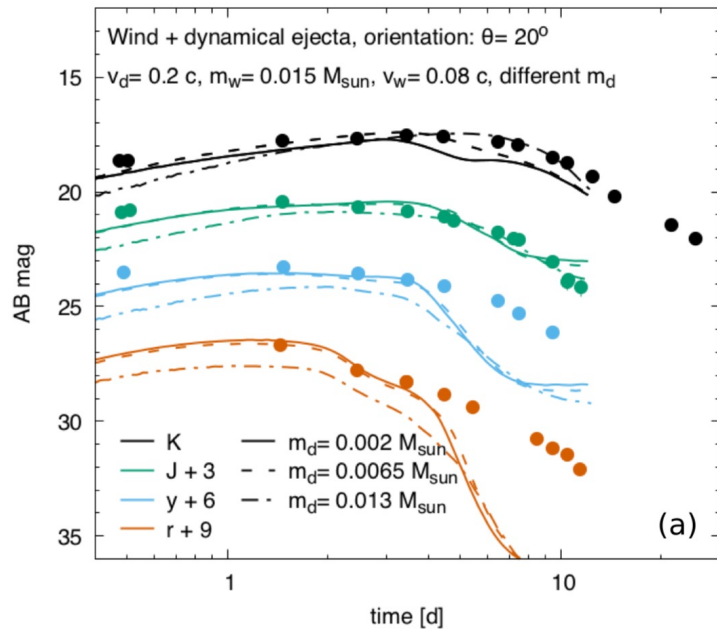 Wind + dynamical ejecta, orientation: θ= 20°
v_d= 0.2 c, m_w= 0.015 M_sun, v_w= 0.08 c, different m_d
15
20
25
30
35
AB mag
K
J + 3
y + 6
r + 9
m_d= 0.002 M_sun
m_d= 0.0065 M_sun
m_d= 0.013 M_sun
(a)
1
10
time [d]